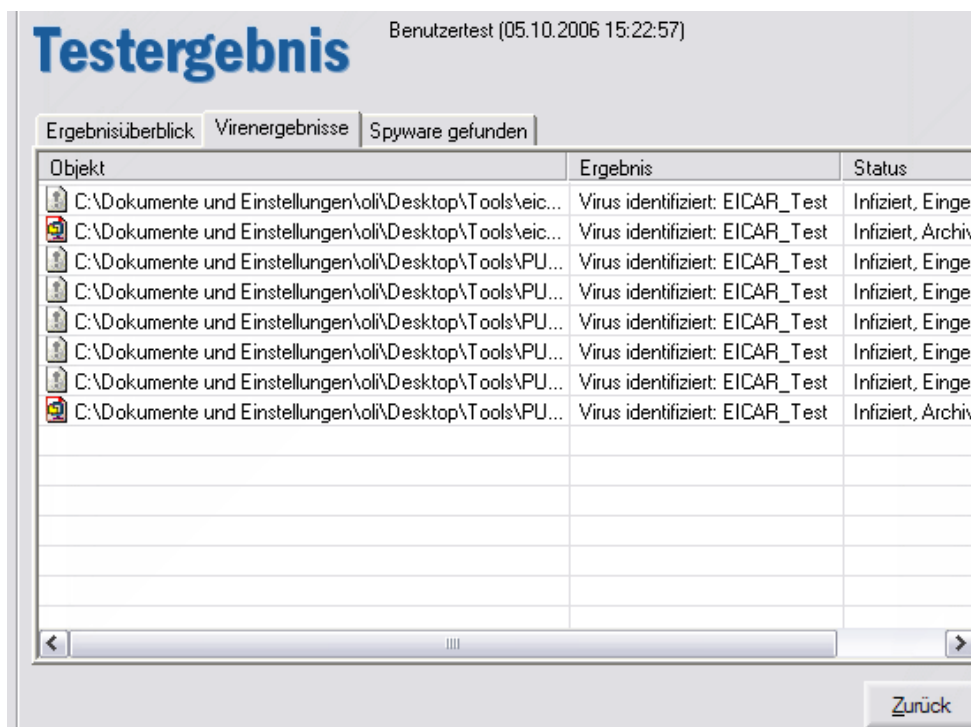 Testergebnis Benutzertest (05.10.2006 15:22:57)
Ergebnisüberblick Virenergebnisse Spyware gefunden
Objekt Ergebnis Status
C:\Dokumente und Einstellungen\oli\Desktop\Tools\eic... Virus identifiziert: EICAR_Test Infiziert, Einge
C:\Dokumente und Einstellungen\oli\Desktop\Tools\eic... Virus identifiziert: EICAR_Test Infiziert, Archiv
C:\Dokumente und Einstellungen\oli\Desktop\Tools\PU... Virus identifiziert: EICAR_Test Infiziert, Einge
C:\Dokumente und Einstellungen\oli\Desktop\Tools\PU... Virus identifiziert: EICAR_Test Infiziert, Einge
C:\Dokumente und Einstellungen\oli\Desktop\Tools\PU... Virus identifiziert: EICAR_Test Infiziert, Einge
C:\Dokumente und Einstellungen\oli\Desktop\Tools\PU... Virus identifiziert: EICAR_Test Infiziert, Einge
C:\Dokumente und Einstellungen\oli\Desktop\Tools\PU... Virus identifiziert: EICAR_Test Infiziert, Einge
C:\Dokumente und Einstellungen\oli\Desktop\Tools\PU... Virus identifiziert: EICAR_Test Infiziert, Archiv
Zurück